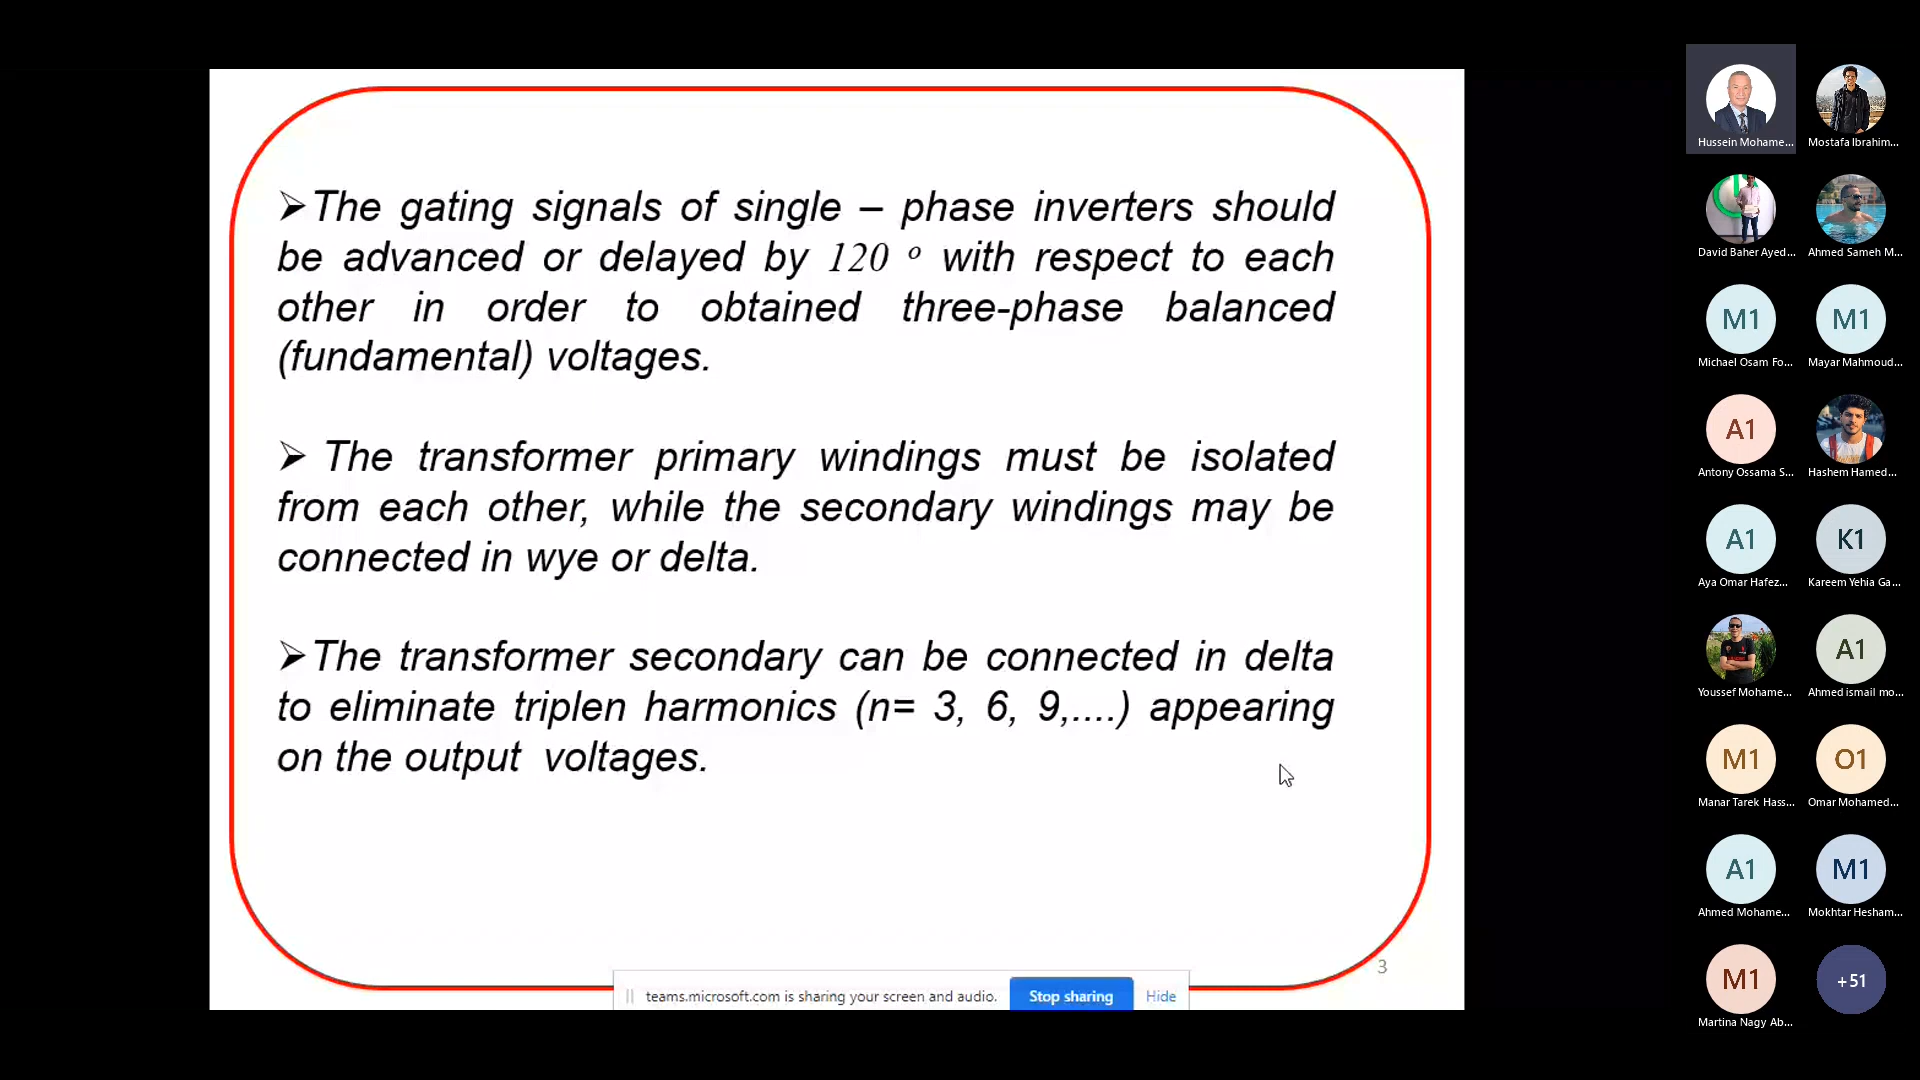 ➢The gating signals of single – phase inverters should
be advanced or delayed by 120 º with respect to each
other in order to obtained three-phase balanced
(fundamental) voltages.
➢ The transformer primary windings must be isolated
from each other, while the secondary windings may be
connected in wye or delta.
➢The transformer secondary can be connected in delta
to eliminate triplen harmonics (n= 3, 6, 9,....) appearing
on the output voltages.
3
teams.microsoft.com is sharing your screen and audio. Stop sharing Hide
Hussein Mohame... Mostafa Ibrahim...
David Baher Ayed... Ahmed Sameh M...
M1 M1
Michael Osam Fo... Mayar Mahmoud...
A1
Antony Ossama S... Hashem Hamed...
A1 K1
Aya Omar Hafez... Kareem Yehia Ga...
A1
Youssef Mohame... Ahmed ismail mo...
M1 O1
Manar Tarek Hass... Omar Mohamed...
A1 M1
Ahmed Mohame... Mokhtar Hesham...
M1 +51
Martina Nagy Ab...